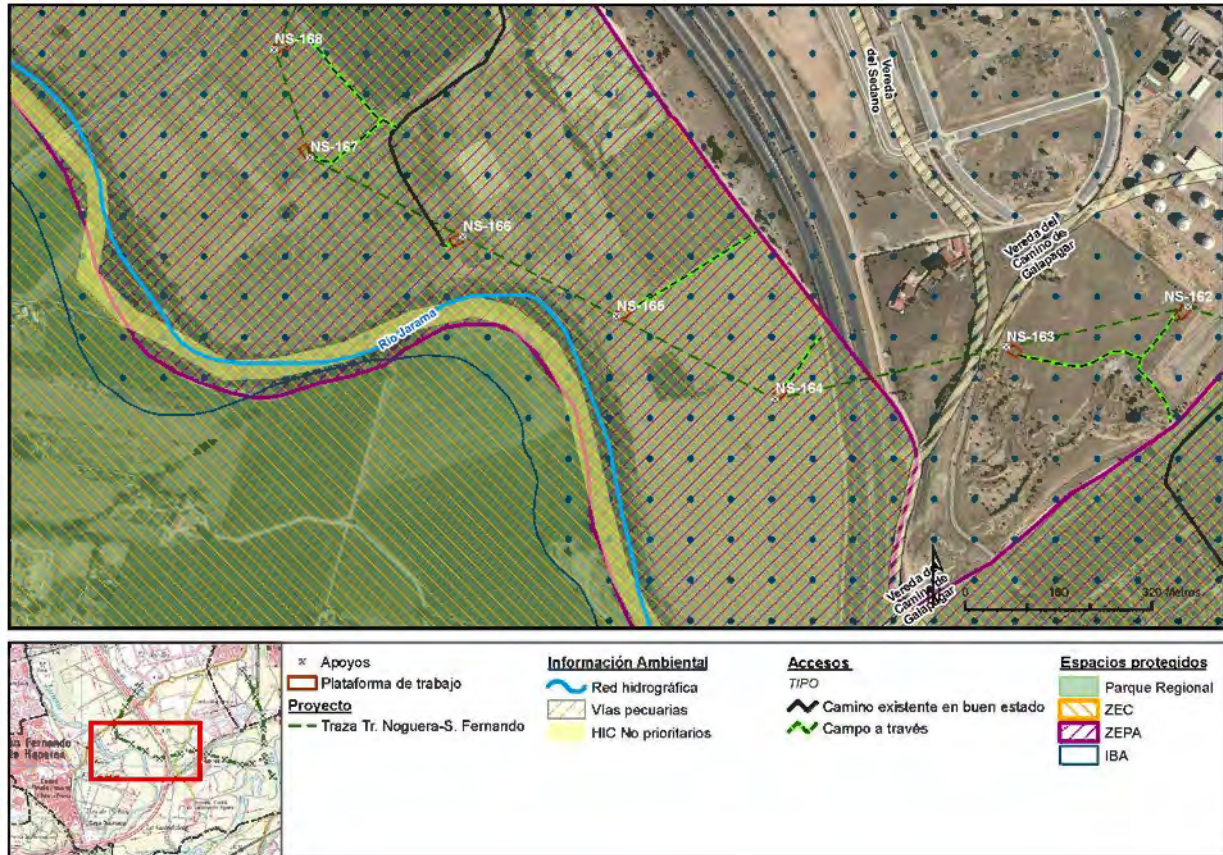 NS-168
NS-167
NS-166
NS-165
NS-164
NS-163
NS-162
Río Jarama
Vereda
del Sedano
Vereda del
Camino de
Galapagar
Vereda del
Camino de
Galapagar
0 160 320 Metros
Fernando
de Henares
Apoyos
Plataforma de trabajo
Proyecto
Traza Tr. Noguera-S. Fernando
Información Ambiental
Red hidrográfica
Vías pecuarias
HIC No prioritarios
Accesos
TIPO
Camino existente en buen estado
Campo a través
Espacios protegidos
Parque Regional
ZEC
ZEPA
IBA